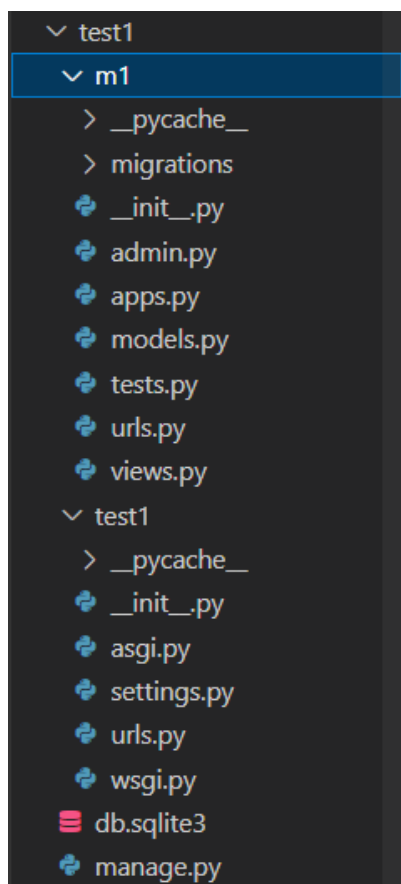 test1
m1
__pycache__
migrations
__init__.py
admin.py
apps.py
models.py
tests.py
urls.py
views.py
test1
__pycache__
__init__.py
asgi.py
settings.py
urls.py
wsgi.py
db.sqlite3
manage.py